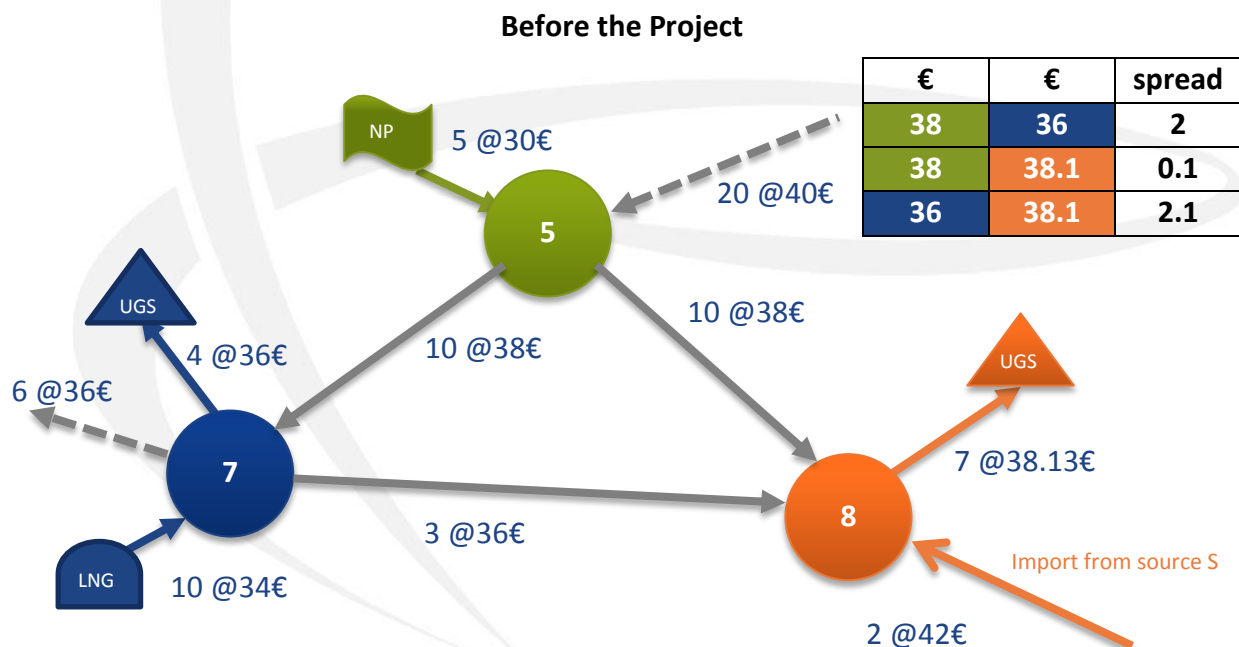 Before the Project
€ € spread
38 36 2
38 38.1 0.1
36 38.1 2.1
NP
5 @30€
20 @40€
5
UGS
4 @36€
10 @38€
10 @38€
6 @36€
UGS
7
7 @38.13€
8
3 @36€
LNG
10 @34€
Import from source S
2 @42€